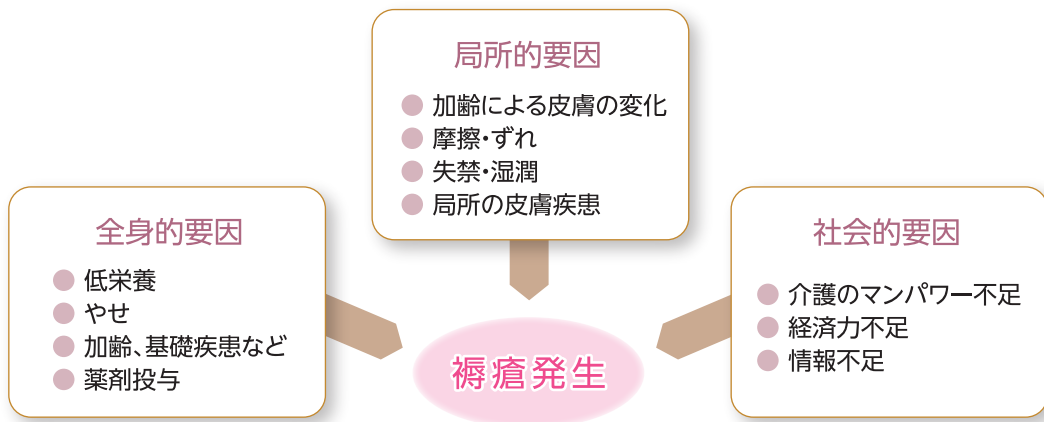 局所的要因
加齢による皮膚の変化
摩擦・ずれ
失禁・湿潤
局所の皮膚疾患
全身的要因
低栄養
やせ
加齢、基礎疾患など
薬剤投与
社会的要因
介護のマンパワー不足
経済力不足
情報不足
褥瘡発生